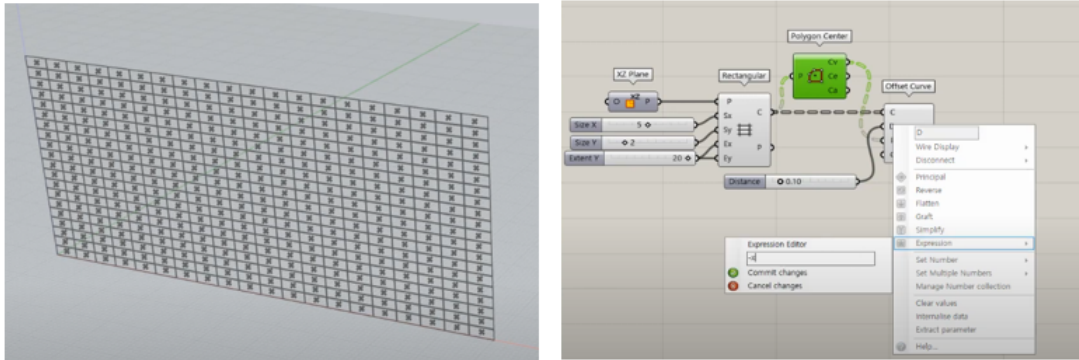 Polygon Center
Cv
P
Ce
Ca
XZ Plane
Rectangular
Offset Curve
O
XZ
P
P
Sx
Sy
Ex
Ey
C
P
C
D
Size X
5
Size Y
2
Extent Y
20
Distance
0.10
D
Wire Display
Disconnect
Principal
Reverse
Flatten
Graft
Simplify
Expression
Set Number
Set Multiple Numbers
Manage Number collection
Clear values
Internalise data
Extract parameter
Help...
Expression Editor
-x
Commit changes
Cancel changes